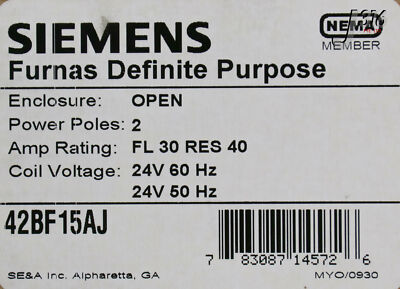 SIEMENS
NEMA
MEMBER
Furnas Definite Purpose
Enclosure: OPEN
Power Poles: 2
Amp Rating: FL 30 RES 40
Coil Voltage: 24V 60 Hz
24V 50 Hz
42BF15AJ
7 83087 14572 6
SE&A Inc. Alpharetta, GA
MYO/0930